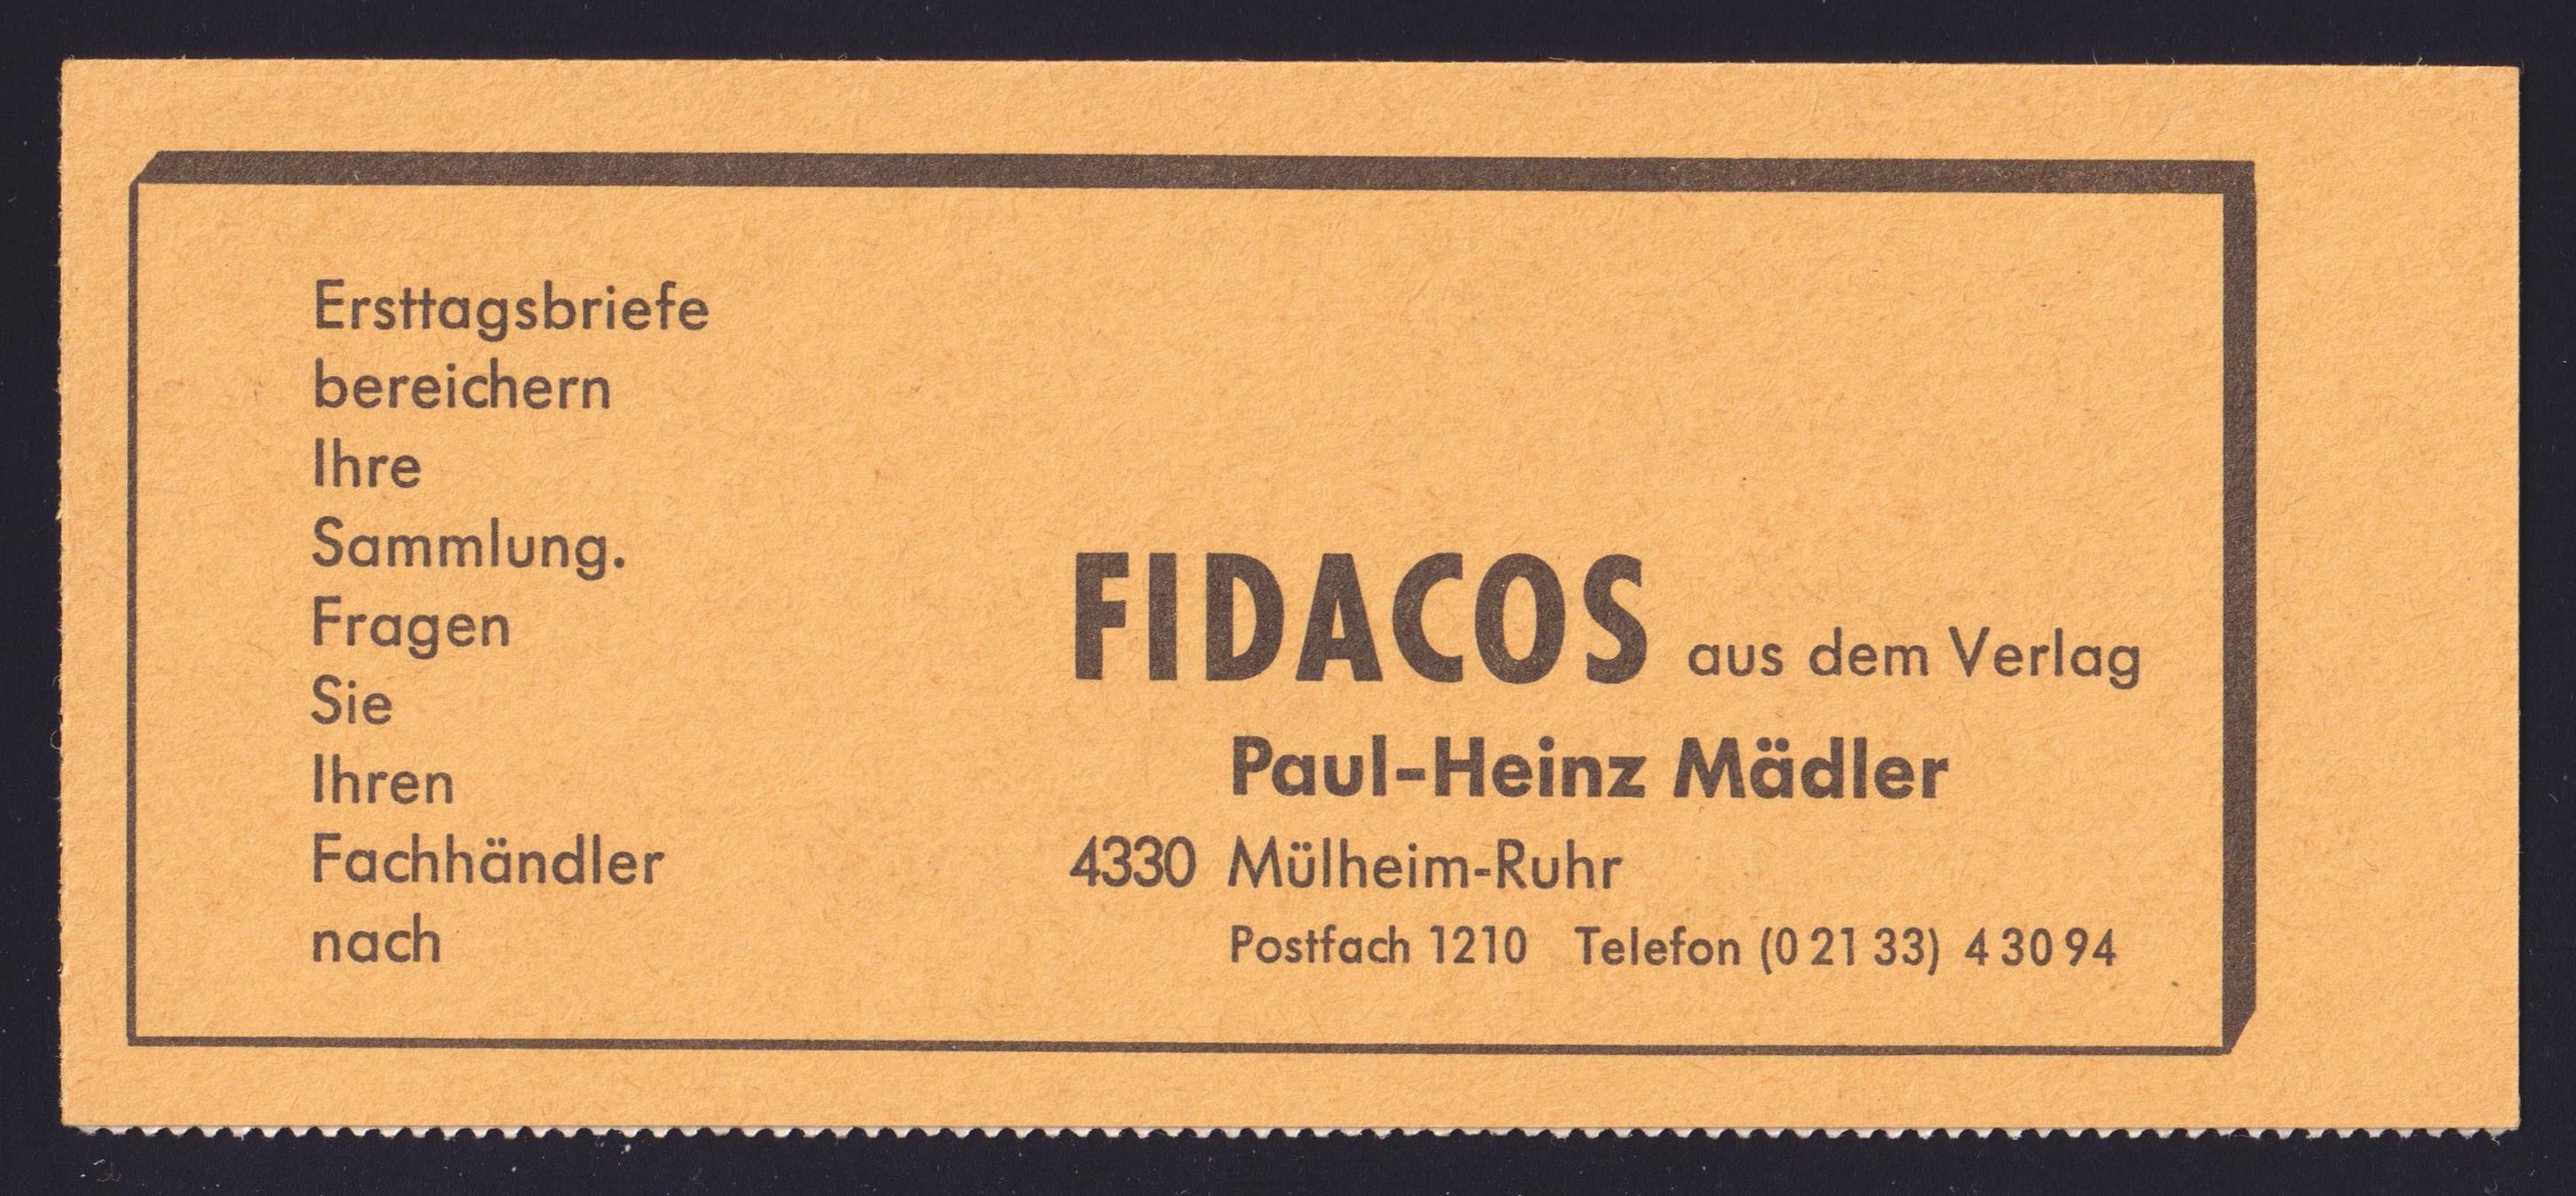 Ersttagsbriefe
bereichern
Ihre
Sammlung.
Fragen
Sie
Ihren
Fachhändler
nach
FIDACOS aus dem Verlag
Paul-Heinz Mädler
4330 Mülheim-Ruhr
Postfach 1210 Telefon (0 21 33) 4 30 94